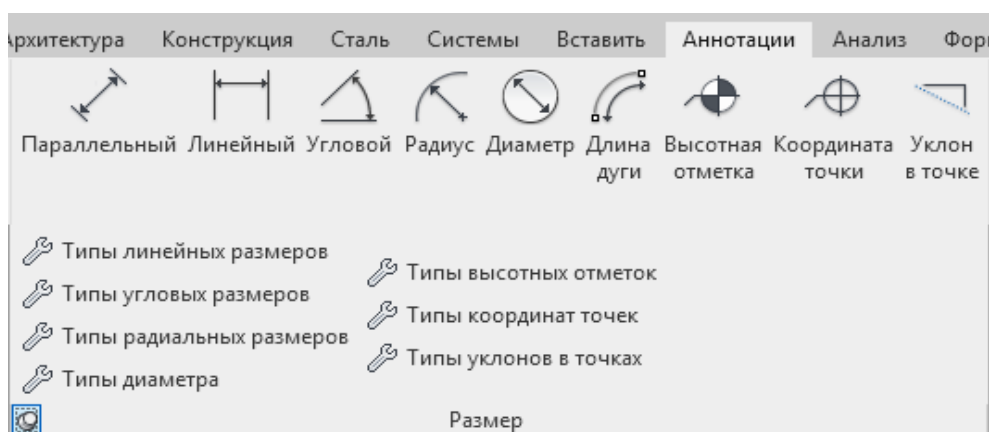 Архитектура Конструкция Сталь Системы Вставить Аннотации Анализ
Параллельный Линейный Угловой Радиус Диаметр Длина Высотная Координата Уклон
дуги отметка точки в точке
Типы линейных размеров
Типы угловых размеров
Типы радиальных размеров
Типы диаметра
Типы высотных отметок
Типы координат точек
Типы уклонов в точках
Размер